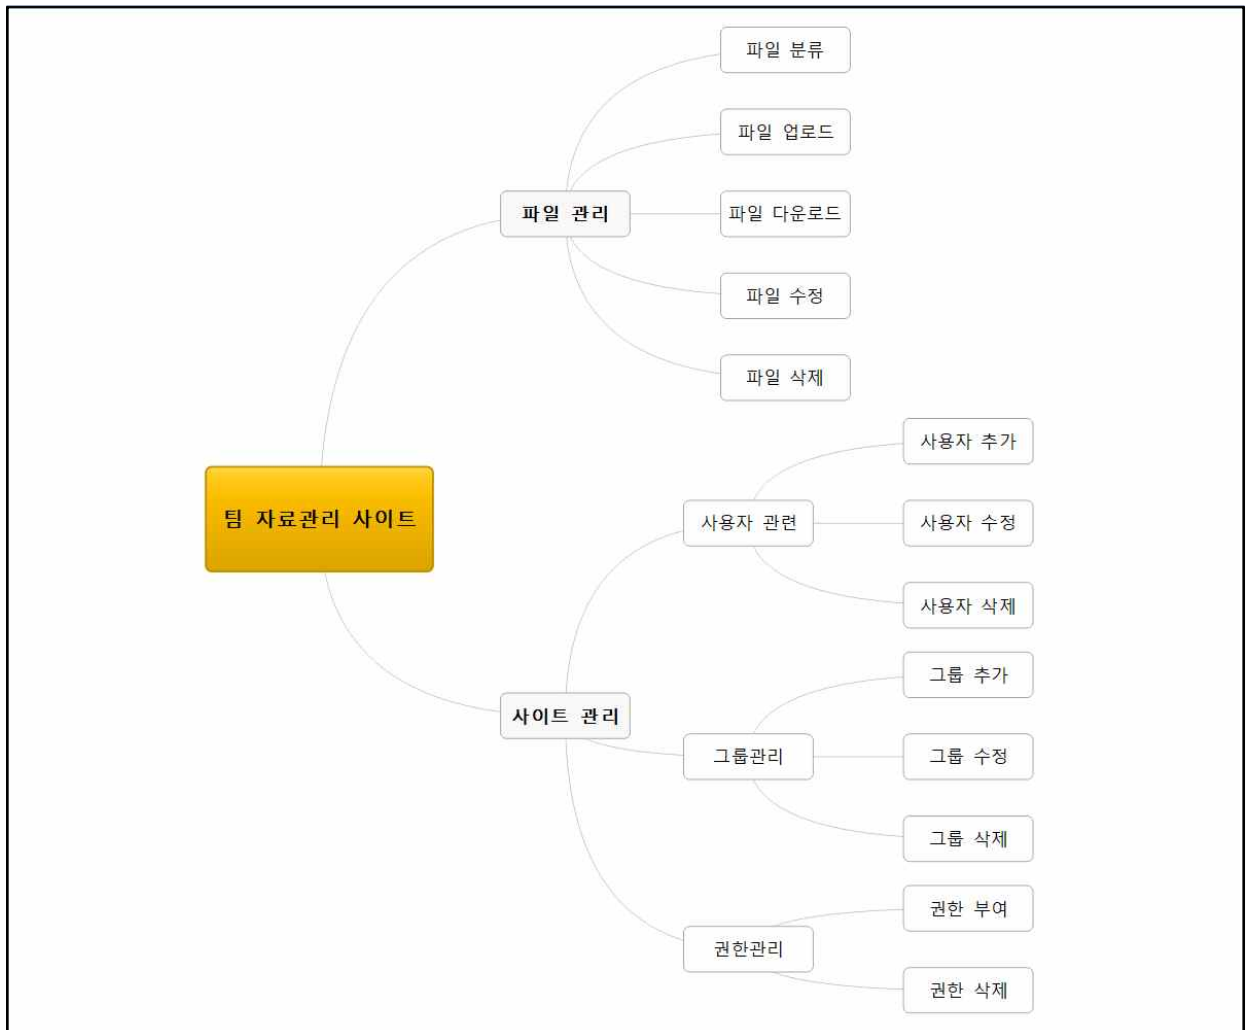 팀 자료관리 사이트
파일 관리
파일 분류
파일 업로드
파일 다운로드
파일 수정
파일 삭제
사이트 관리
사용자 관련
사용자 추가
사용자 수정
사용자 삭제
그룹관리
그룹 추가
그룹 수정
그룹 삭제
권한관리
권한 부여
권한 삭제